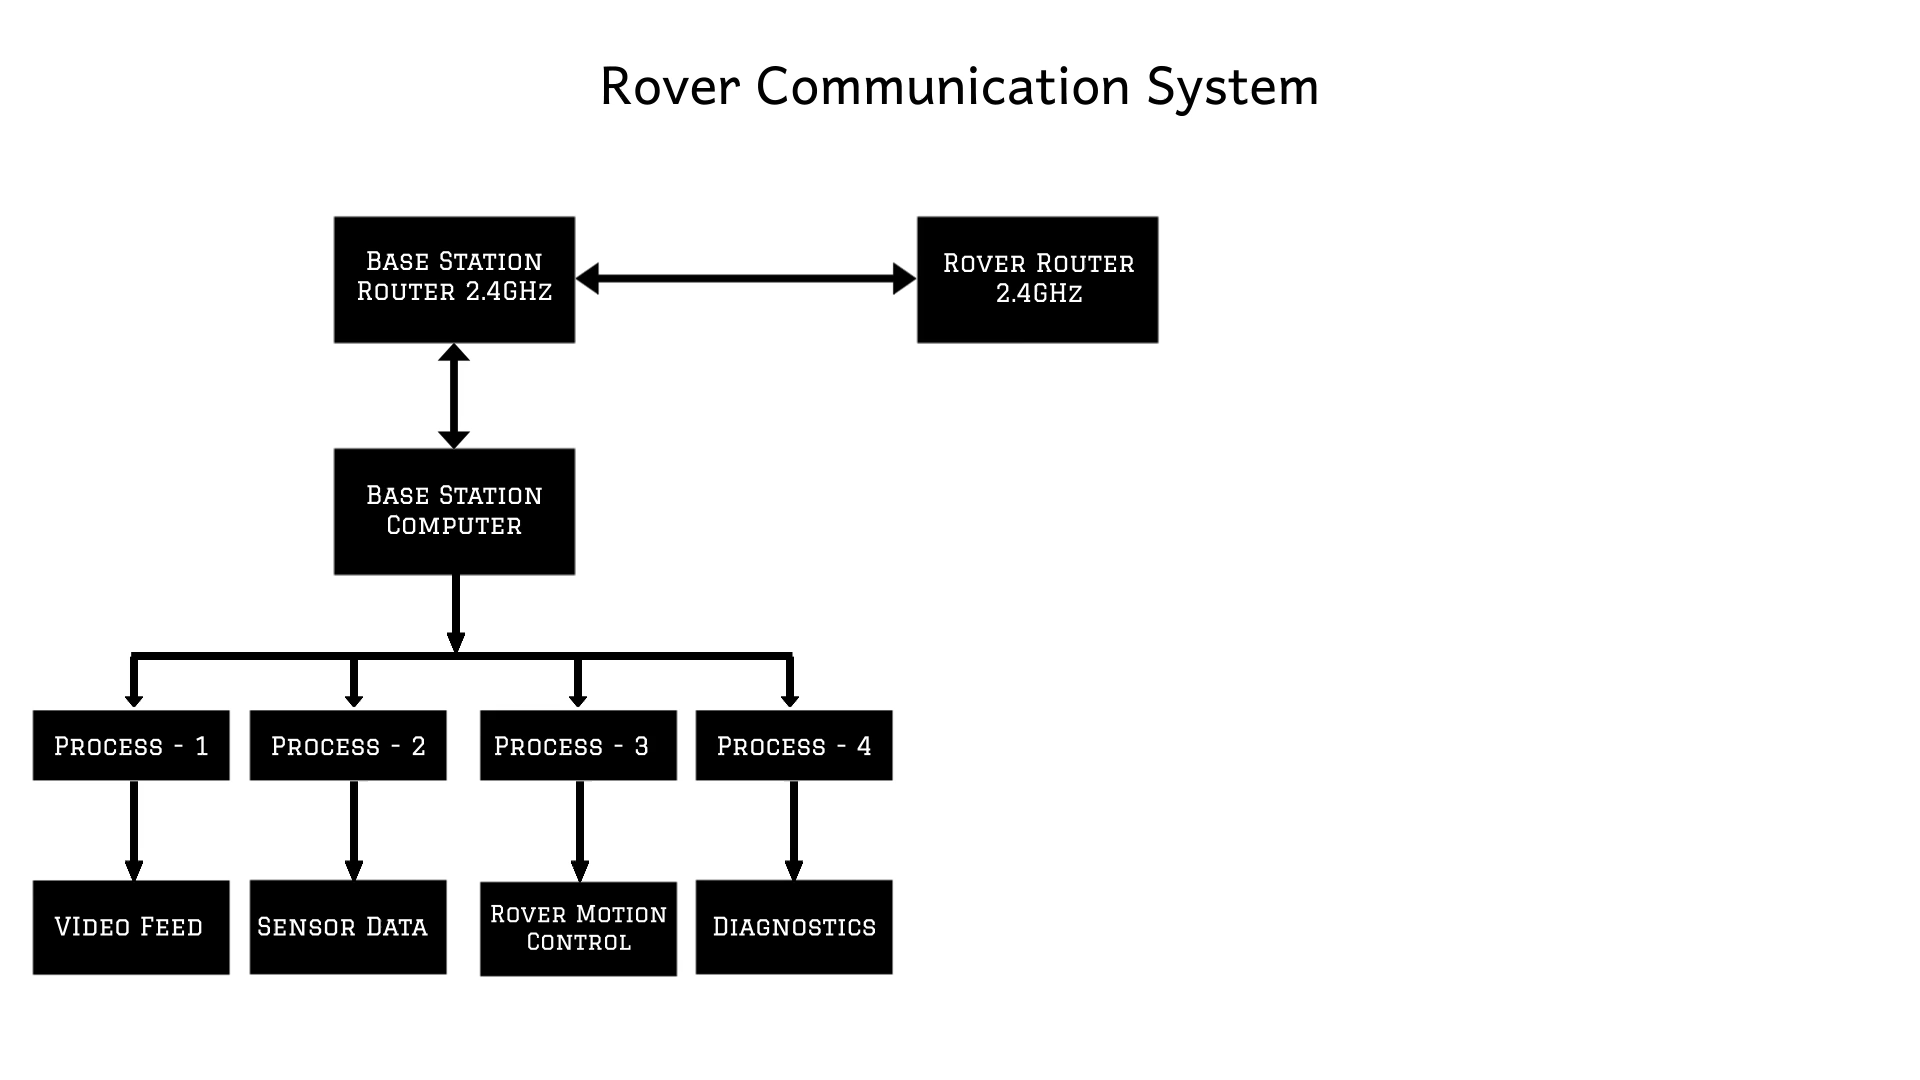 Rover Communication System
Base Station
Router 2.4GHz
Rover Router
2.4GHz
Base Station
Computer
Process - 1
Process - 2
Process - 3
Process - 4
VIdeo Feed
Sensor Data
Rover Motion
Control
Diagnostics